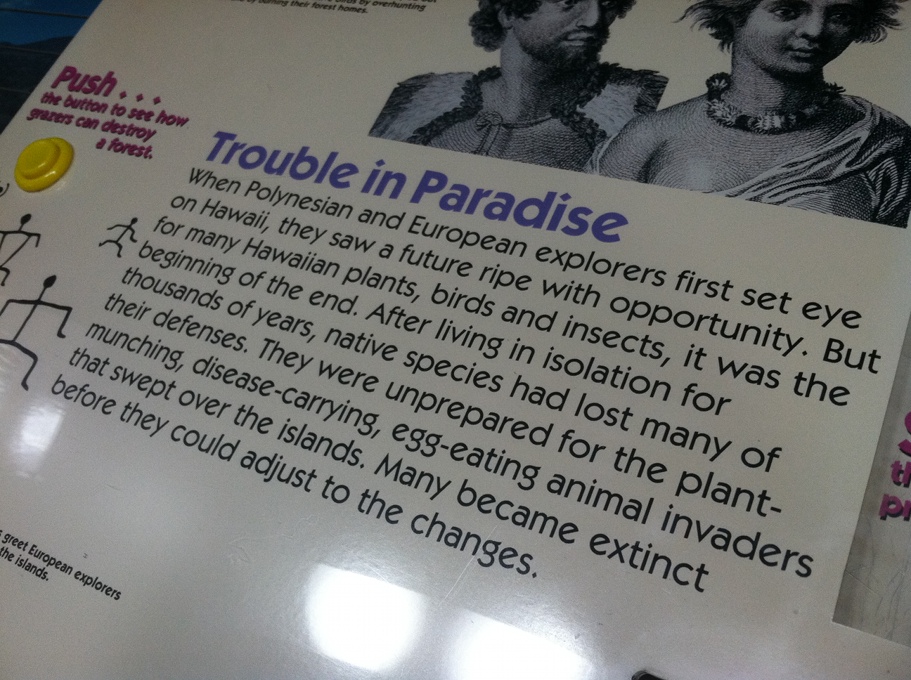 birds by overhunting
by burning their forest homes.
Push . . .
the button to see how
grazers can destroy
a forest.
Trouble in Paradise
When Polynesian and European explorers first set eye
on Hawaii, they saw a future ripe with opportunity. But
for many Hawaiian plants, birds and insects, it was the
beginning of the end. After living in isolation for
thousands of years, native species had lost many of
their defenses. They were unprepared for the plant-
munching, disease-carrying, egg-eating animal invaders
that swept over the islands. Many became extinct
before they could adjust to the changes.
greet European explorers
the islands.